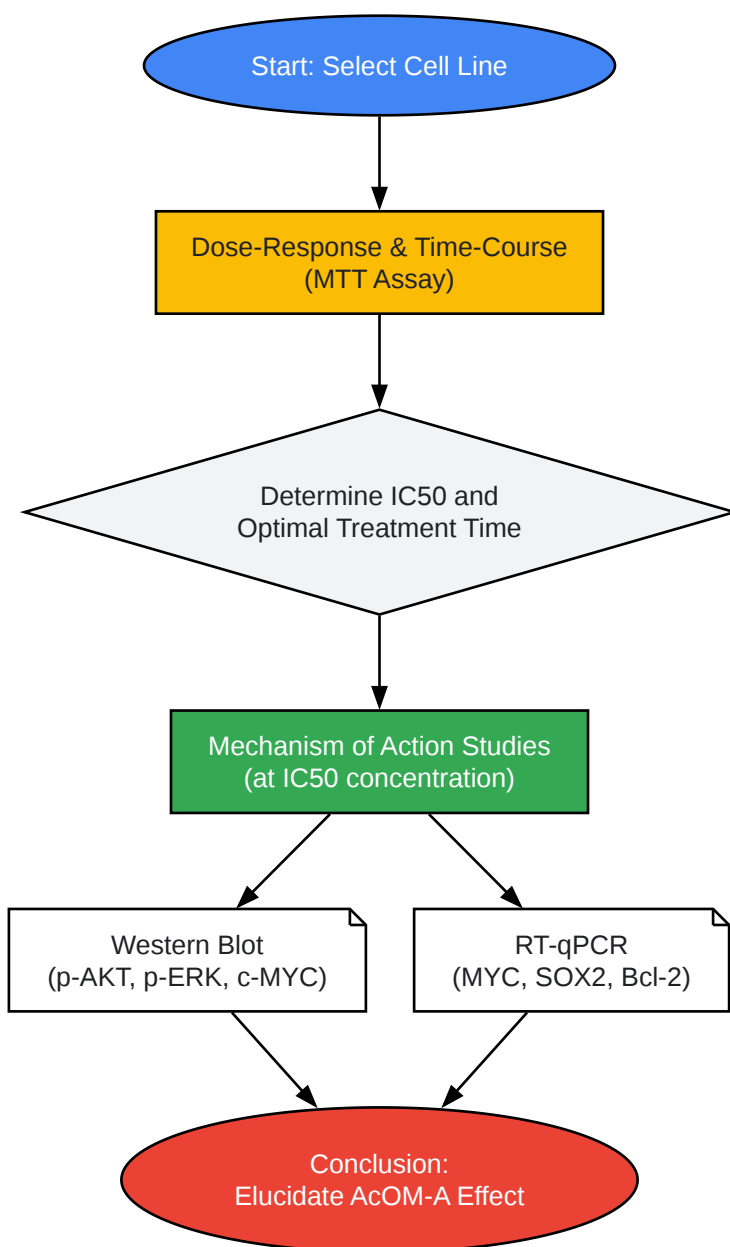 Start: Select Cell Line
Dose-Response & Time-Course
(MTT Assay)
Determine IC50 and
Optimal Treatment Time
Mechanism of Action Studies
(at IC50 concentration)
Western Blot
(p-AKT, p-ERK, c-MYC)
RT-qPCR
(MYC, SOX2, Bcl-2)
Conclusion:
Elucidate AcOM-A Effect